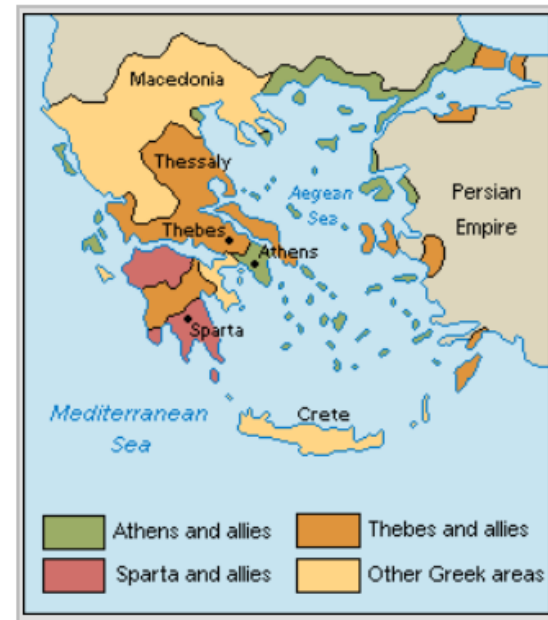 Macedonia
Thessaly
Aegean
Sea
Persian
Empire
Thebes
Athens
Sparta
Mediterranean
Sea
Crete
Athens and allies
Thebes and allies
Sparta and allies
Other Greek areas